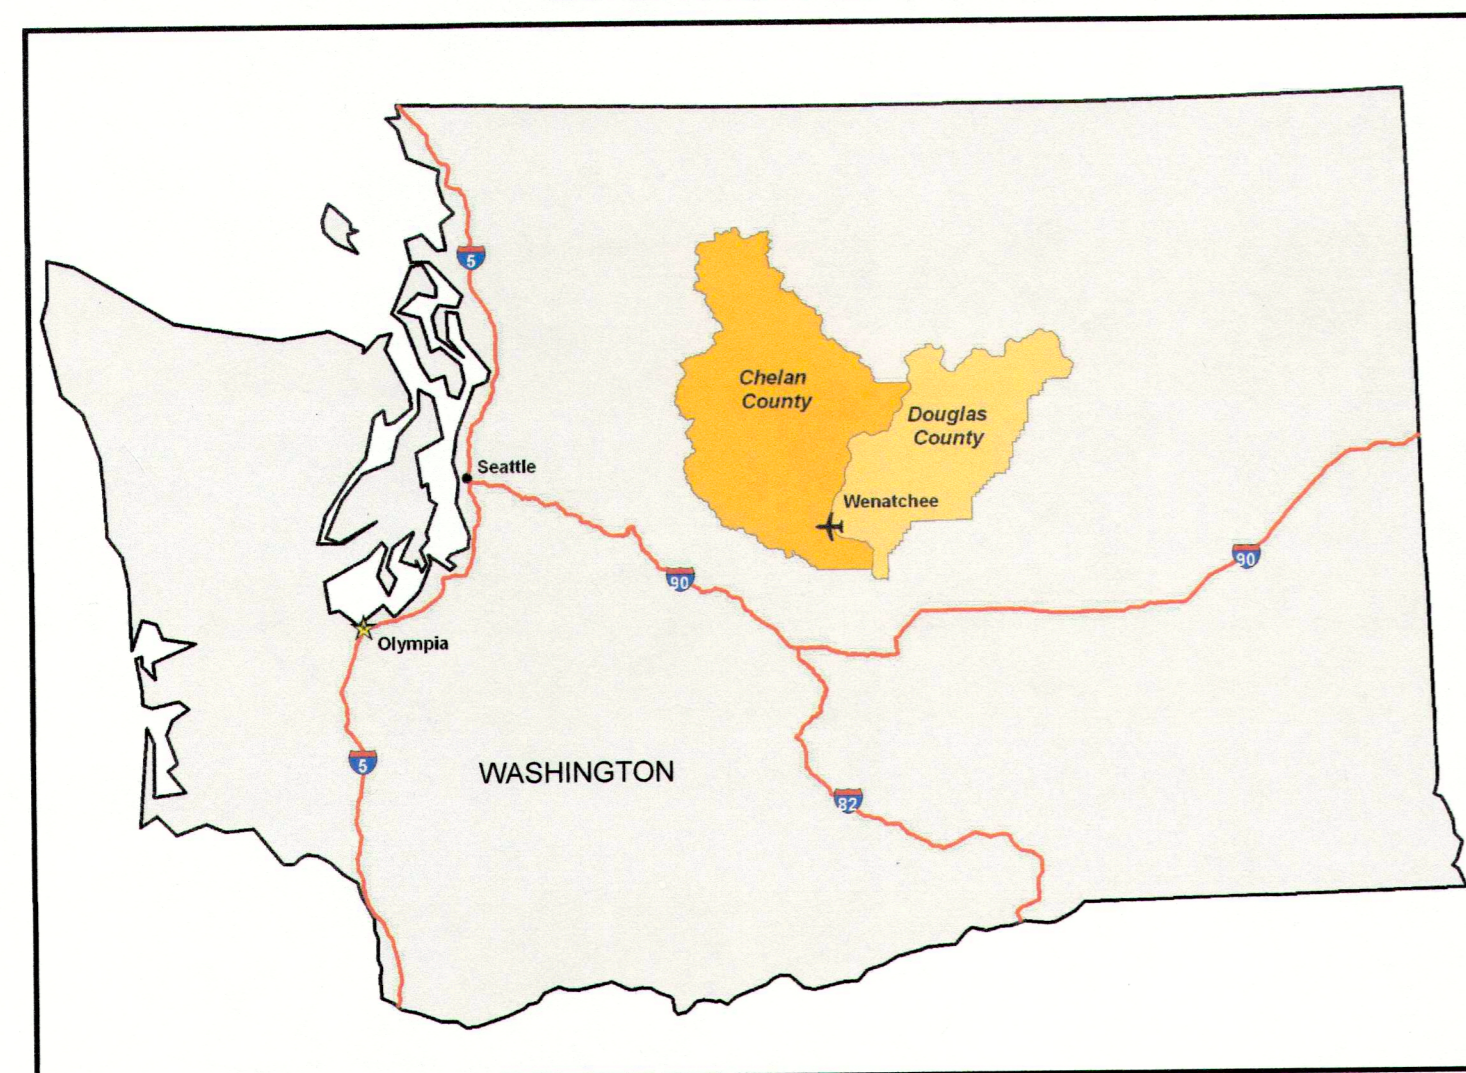 5
Chelan
County
Douglas
County
Seattle
Wenatchee
90
90
Olympia
5
WASHINGTON
82